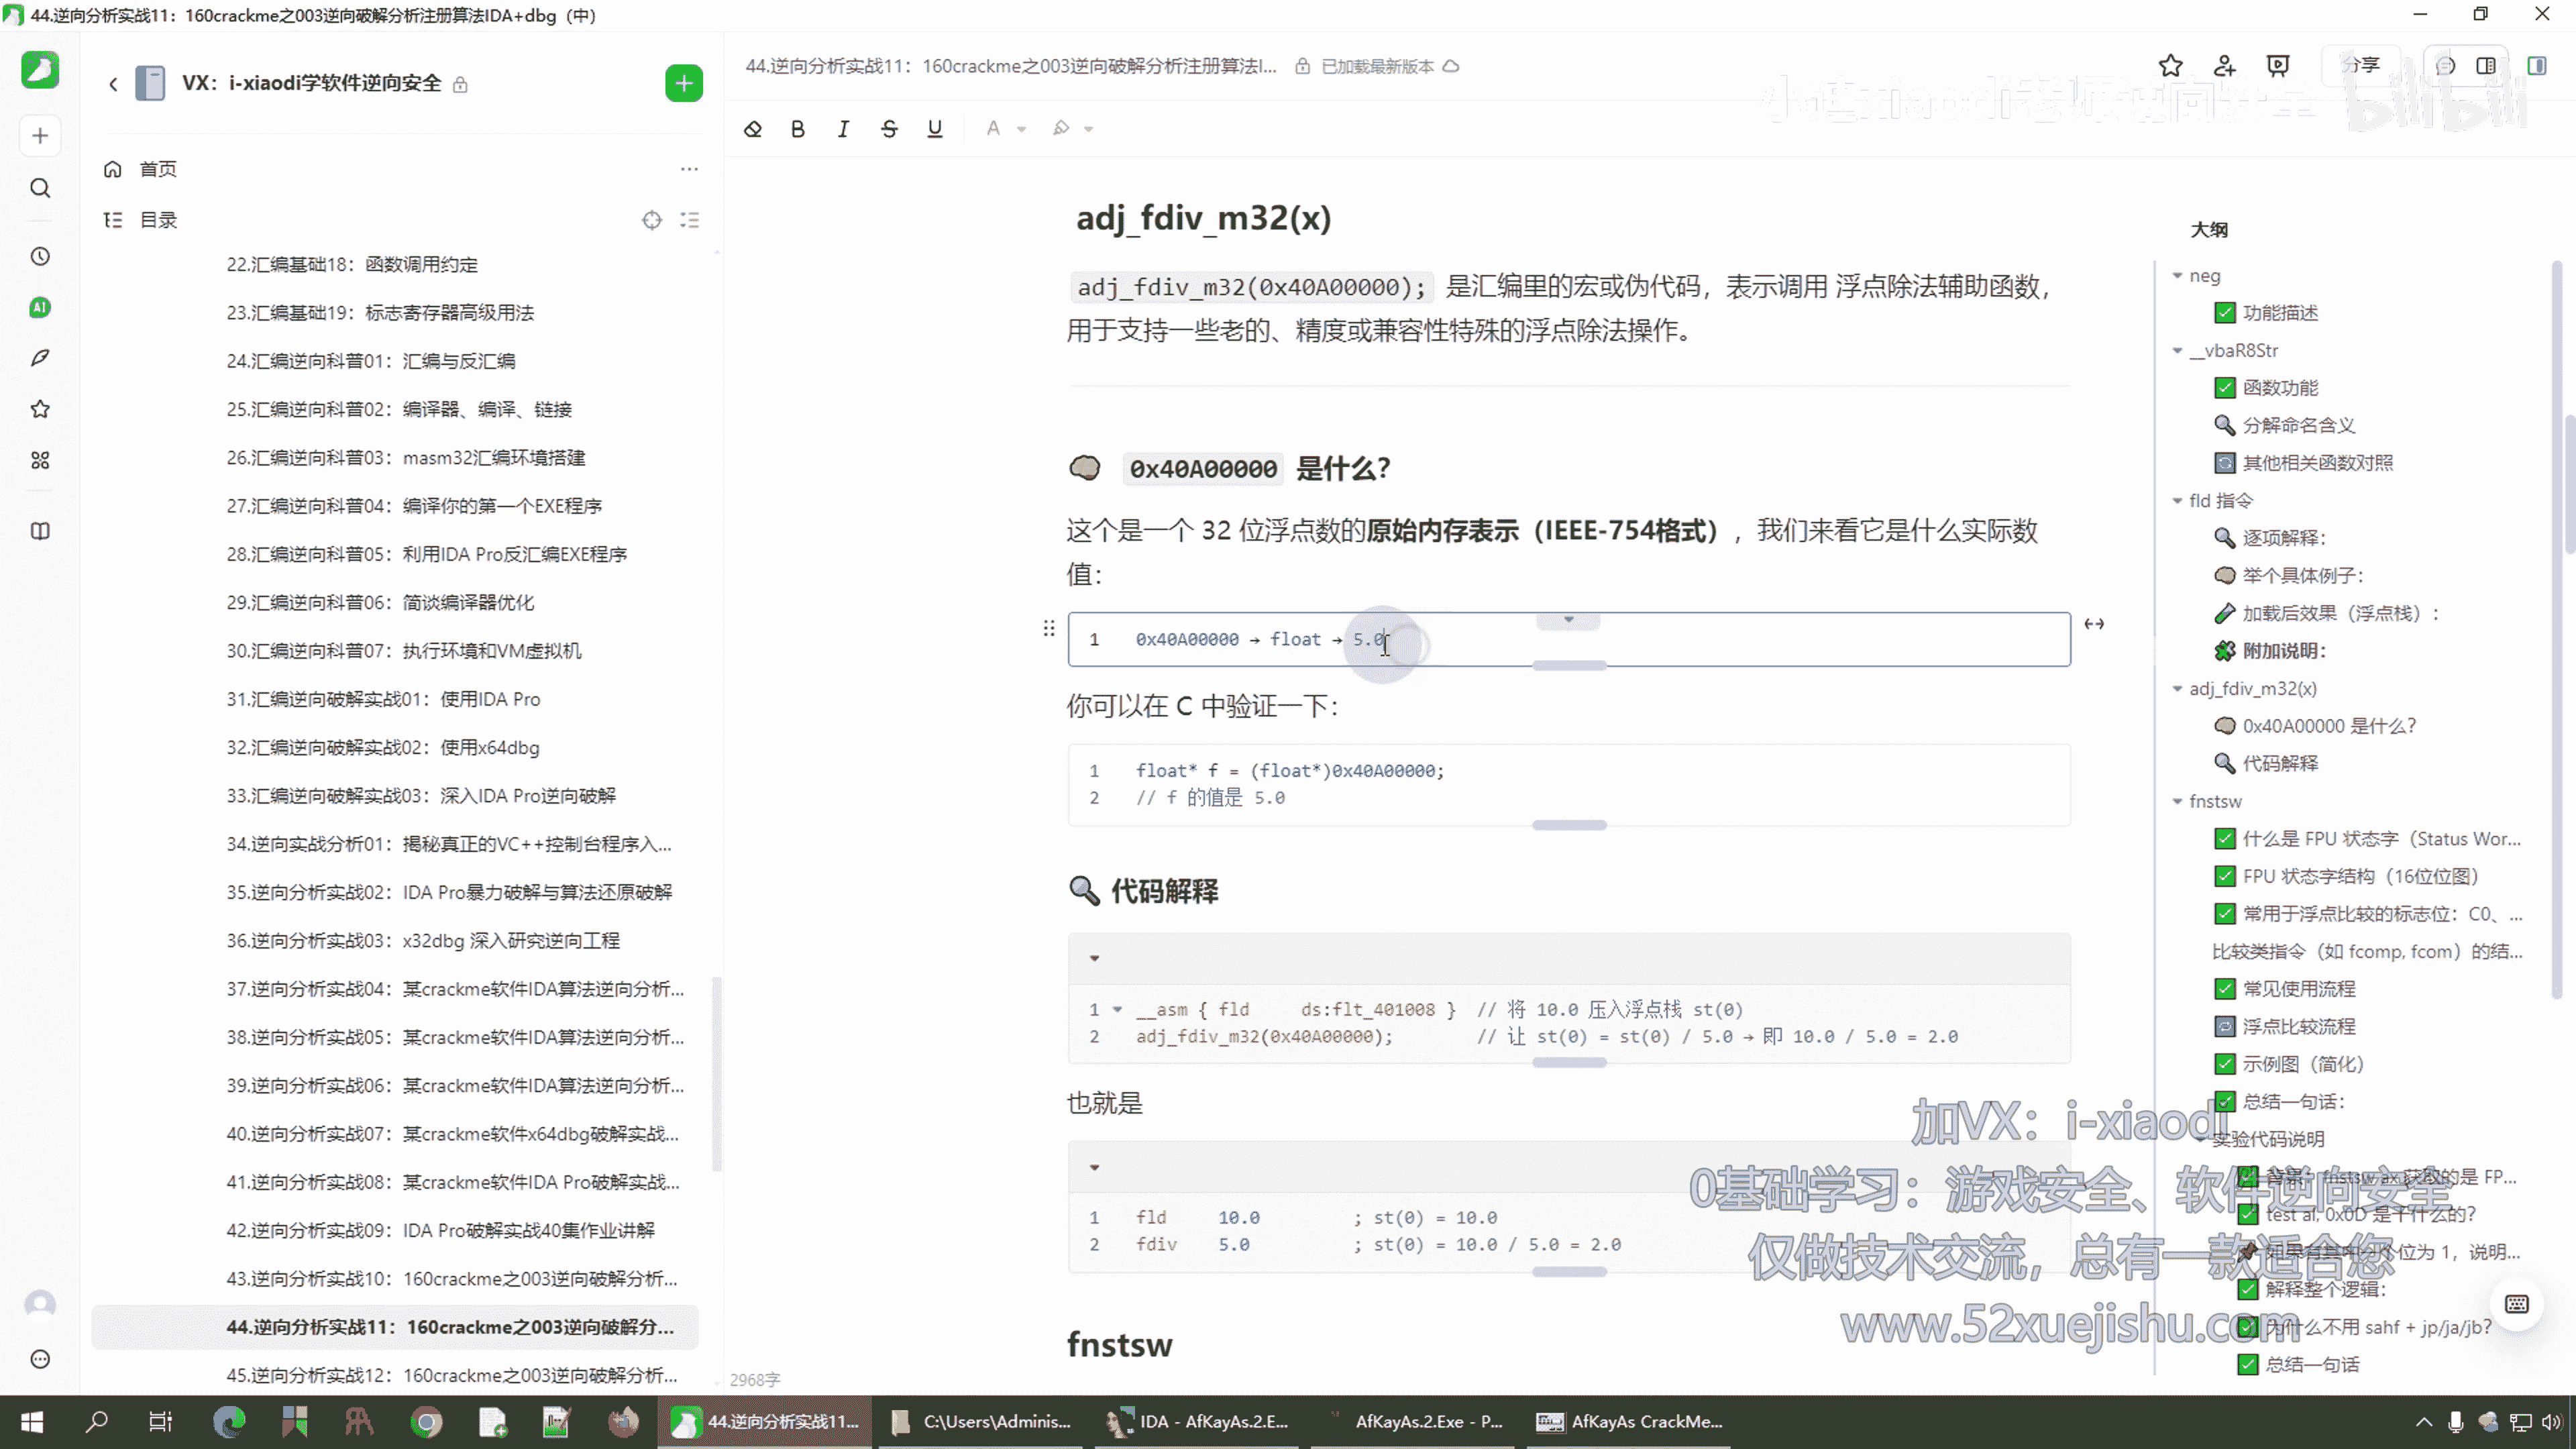 44.逆向分析实战11：160crackme之003逆向破解分析注册算法IDA+dbg（中）
VX：i-xiaodi学软件逆向安全
首页
目录
22.汇编基础18：函数调用约定
23.汇编基础19：标志寄存器高级用法
24.汇编逆向科普01：汇编与反汇编
25.汇编逆向科普02：编译器、编译、链接
26.汇编逆向科普03：masm32汇编环境搭建
27.汇编逆向科普04：编译你的第一个EXE程序
28.汇编逆向科普05：利用IDA Pro反汇编EXE程序
29.汇编逆向科普06：简谈编译器优化
30.汇编逆向科普07：执行环境和VM虚拟机
31.汇编逆向破解实战01：使用IDA Pro
32.汇编逆向破解实战02：使用x64dbg
33.汇编逆向破解实战03：深入IDA Pro逆向破解
34.逆向实战分析01：揭秘真正的VC++控制台程序入...
35.逆向分析实战02：IDA Pro暴力破解与算法还原破解
36.逆向分析实战03：x32dbg 深入研究逆向工程
37.逆向分析实战04：某crackme软件IDA算法逆向分析...
38.逆向分析实战05：某crackme软件IDA算法逆向分析...
39.逆向分析实战06：某crackme软件IDA算法逆向分析...
40.逆向分析实战07：某crackme软件x64dbg破解实战...
41.逆向分析实战08：某crackme软件IDA Pro破解实战...
42.逆向分析实战09：IDA Pro破解实战40集作业讲解
43.逆向分析实战10：160crackme之003逆向破解分析...
44.逆向分析实战11：160crackme之003逆向破解分...
45.逆向分析实战12：160crackme之003逆向破解分析...
44.逆向分析实战11：160crackme之003逆向破解分析注册算法I... 已加载最新版本
分享
bilibili
B I S U A
adj_fdiv_m32(x)
adj_fdiv_m32(0x40A00000); 是汇编里的宏或伪代码，表示调用 浮点除法辅助函数，
用于支持一些老的、精度或兼容性特殊的浮点除法操作。
0x40A00000 是什么？
这个是一个 32 位浮点数的原始内存表示（IEEE-754格式），我们来看它是什么实际数
值：
1 0x40A00000 → float → 5.0
你可以在 C 中验证一下：
1 float* f = (float*)0x40A00000;
2 // f 的值是 5.0
代码解释
1 __asm { fld ds:flt_401008 } // 将 10.0 压入浮点栈 st(0)
2 adj_fdiv_m32(0x40A00000); // 让 st(0) = st(0) / 5.0 → 即 10.0 / 5.0 = 2.0
也就是
1 fld 10.0 ; st(0) = 10.0
2 fdiv 5.0 ; st(0) = 10.0 / 5.0 = 2.0
fnstsw
2968字
大纲
neg
功能描述
__vbaR8Str
函数功能
分解命名含义
其他相关函数对照
fld 指令
逐项解释：
举个具体例子：
加载后效果（浮点栈）：
附加说明：
adj_fdiv_m32(x)
0x40A00000 是什么？
代码解释
fnstsw
什么是 FPU 状态字（Status Wor...
FPU 状态字结构（16位位图）
常用于浮点比较的标志位：C0、...
比较类指令（如 fcomp, fcom）的结...
常见使用流程
浮点比较流程
示例图（简化）
总结一句话：
实验代码说明
背景：fnstsw ax 获取的是 FP...
test al, 0x0D 是干什么的？
如果有其中一个位为 1，说明...
解释整个逻辑：
为什么不用 sahf + jp/ja/jb？
总结一句话
加VX：i-xiaodi
0基础学习：游戏安全、软件逆向安全
仅做技术交流，总有一款适合您
www.52xuejishu.com
44.逆向分析实战11...
C:\Users\Adminis...
IDA - AfKayAs.2.E...
AfKayAs.2.Exe - P...
AfKayAs CrackMe...